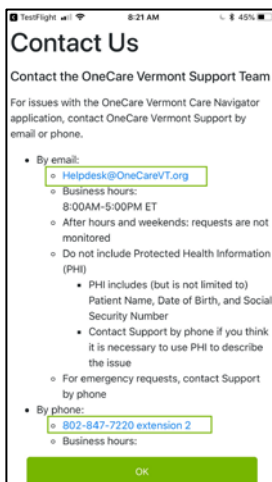 TestFlight 8:21 AM 45%
Contact Us
Contact the OneCare Vermont Support Team
For issues with the OneCare Vermont Care Navigator
application, contact OneCare Vermont Support by
email or phone.
• By email:
◦ Helpdesk@OneCareVT.org
◦ Business hours:
8:00AM-5:00PM ET
◦ After hours and weekends: requests are not
monitored
◦ Do not include Protected Health Information
(PHI)
▪ PHI includes (but is not limited to)
Patient Name, Date of Birth, and Social
Security Number
▪ Contact Support by phone if you think
it is necessary to use PHI to describe
the issue
◦ For emergency requests, contact Support
by phone
• By phone:
◦ 802-847-7220 extension 2
◦ Business hours:
OK